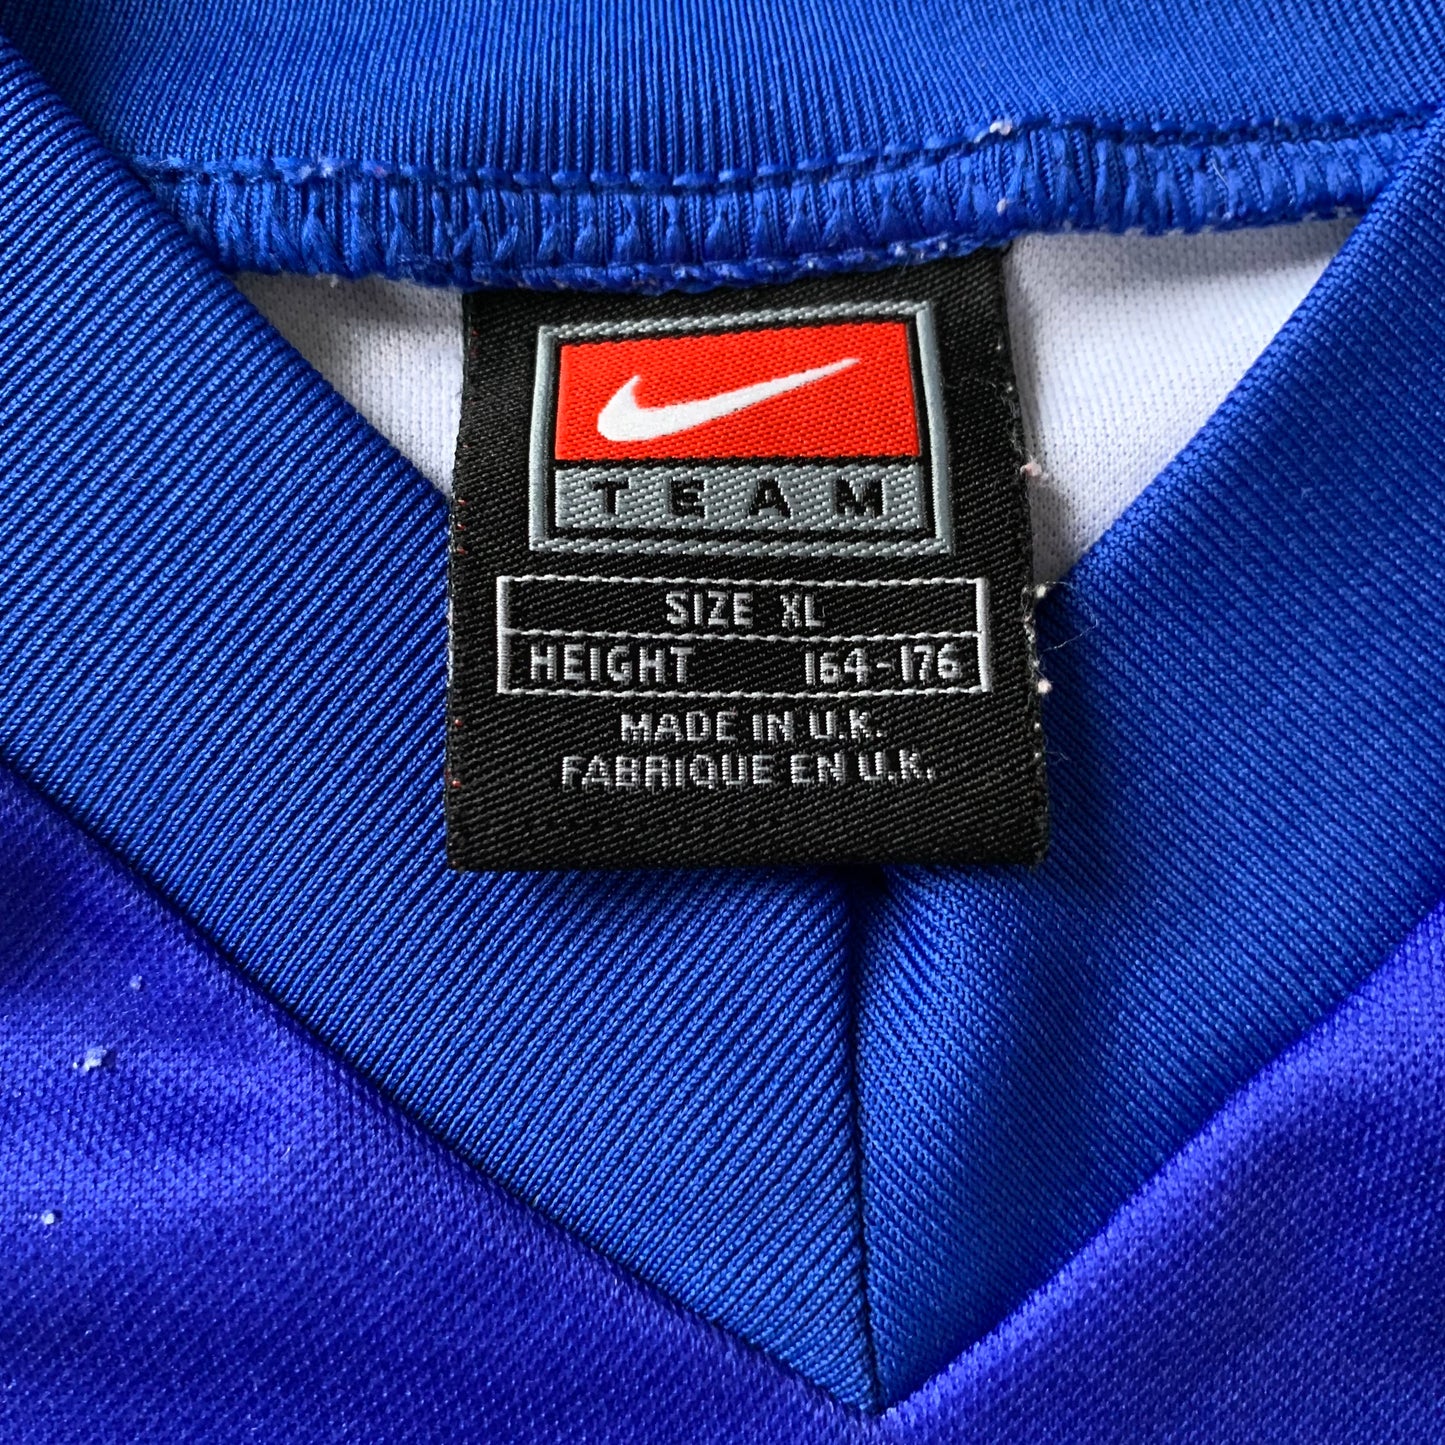 TEAM
SIZE XL
HEIGHT 164-176
MADE IN U.K.
FABRIQUE EN U.K.